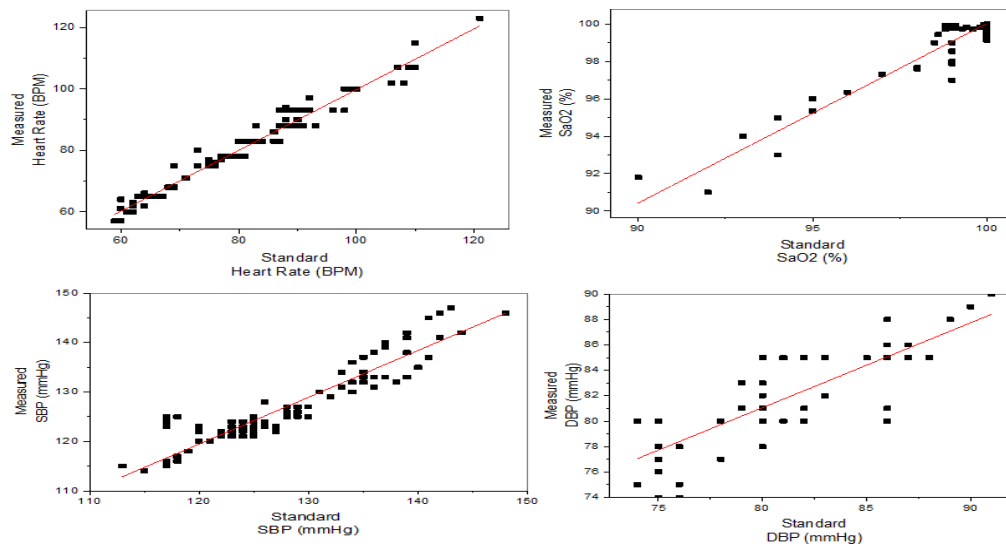 Measured
Heart Rate (BPM)
120
100
80
60
60
80
100
120
Standard
Heart Rate (BPM)
Measured
SaO2 (%)
100
98
96
94
92
90
90
95
100
Standard
SaO2 (%)
Measured
SBP (mmHg)
150
140
130
120
110
110
120
130
140
150
Standard
SBP (mmHg)
Measured
DBP (mmHg)
90
88
86
84
82
80
78
76
74
75
80
85
90
Standard
DBP (mmHg)